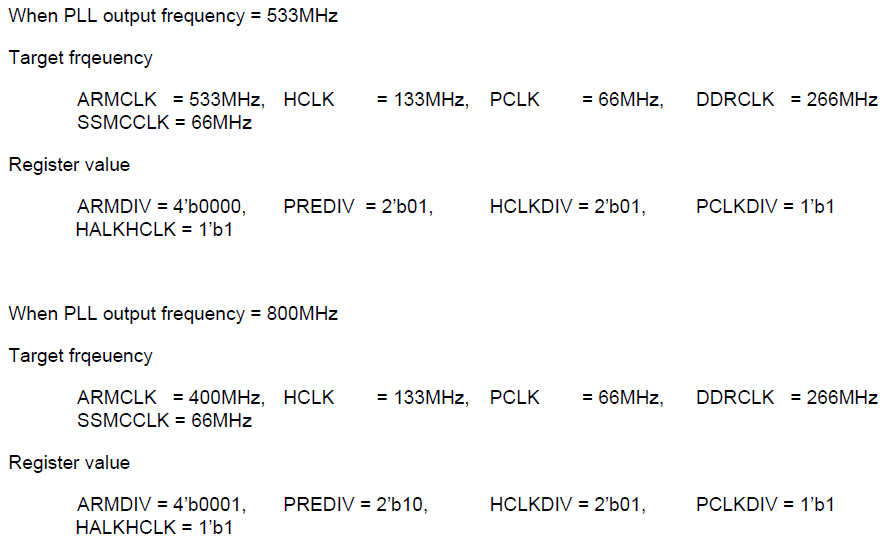 When PLL output frequency = 533MHz
Target frqeuency
ARMCLK = 533MHz, HCLK = 133MHz, PCLK = 66MHz, DDRCLK = 266MHz
SSMCCLK = 66MHz
Register value
ARMDIV = 4’b0000, PREDIV = 2’b01, HCLKDIV = 2’b01, PCLKDIV = 1’b1
HALKHCLK = 1’b1
When PLL output frequency = 800MHz
Target frqeuency
ARMCLK = 400MHz, HCLK = 133MHz, PCLK = 66MHz, DDRCLK = 266MHz
SSMCCLK = 66MHz
Register value
ARMDIV = 4’b0001, PREDIV = 2’b10, HCLKDIV = 2’b01, PCLKDIV = 1’b1
HALKHCLK = 1’b1